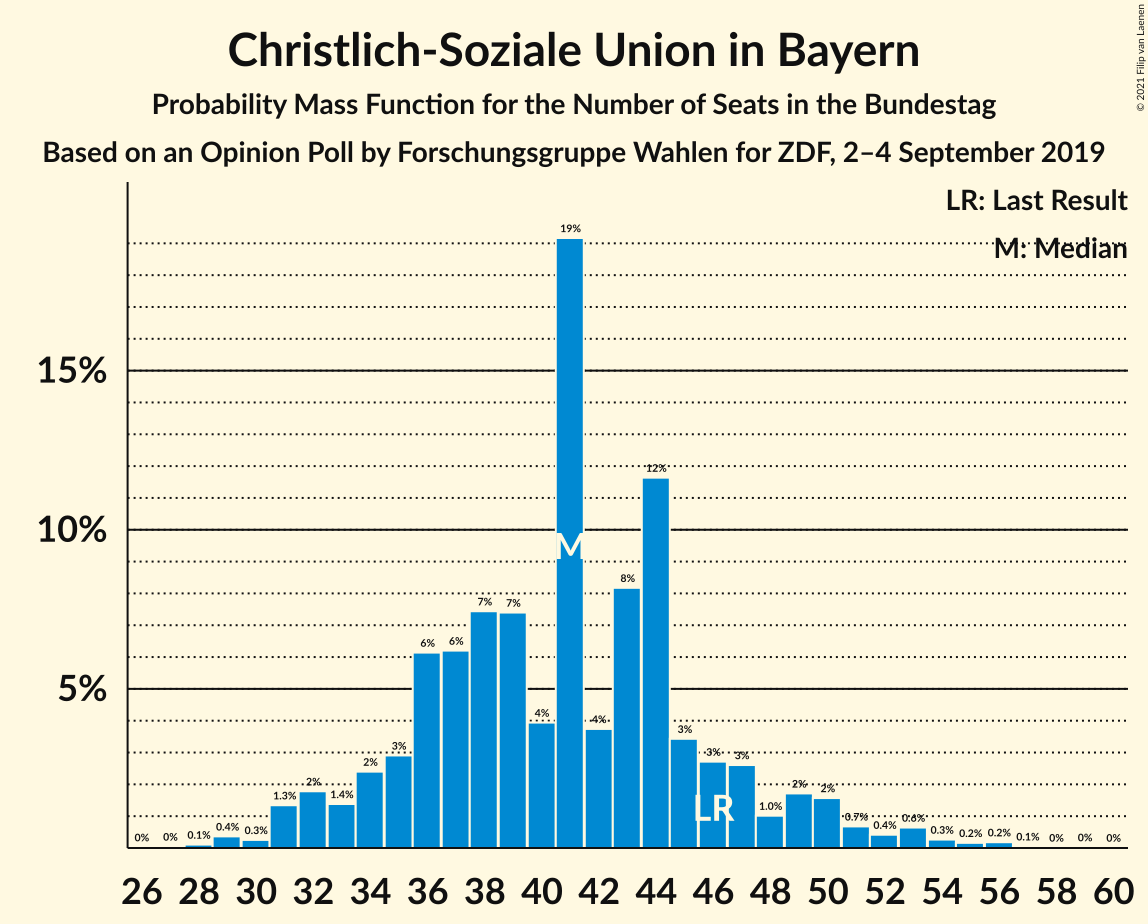 Christlich-Soziale Union in Bayern
Probability Mass Function for the Number of Seats in the Bundestag
Based on an Opinion Poll by Forschungsgruppe Wahlen for ZDF, 2–4 September 2019
© 2021 Filip van Laenen
LR: Last Result
M: Median
15%
10%
5%
0% 0% 0.1% 0.4% 0.3% 1.3% 2% 1.4% 2% 3% 6% 6% 7% 7% 4% 19% 4% 8% 12% 3% 3% 3% 1.0% 2% 2% 0.7% 0.4% 0.6% 0.3% 0.2% 0.2% 0.1% 0% 0% 0%
M
LR
26 28 30 32 34 36 38 40 42 44 46 48 50 52 54 56 58 60